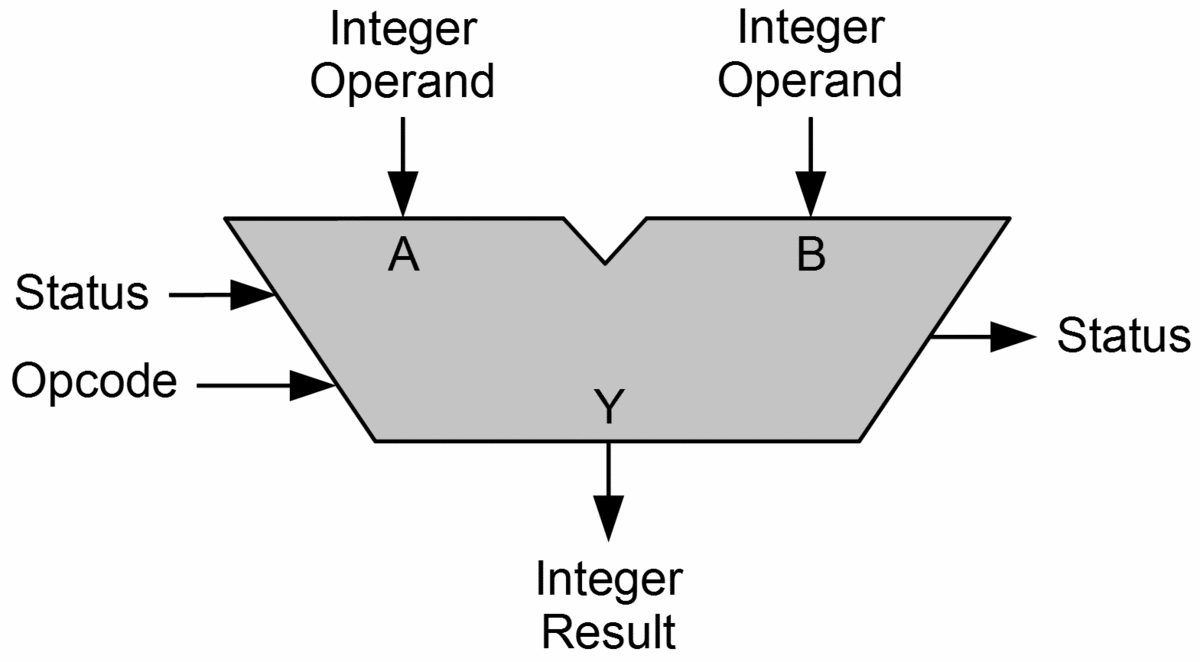 Integer
Operand
Integer
Operand
A
B
Status
Opcode
Status
Y
Integer
Result